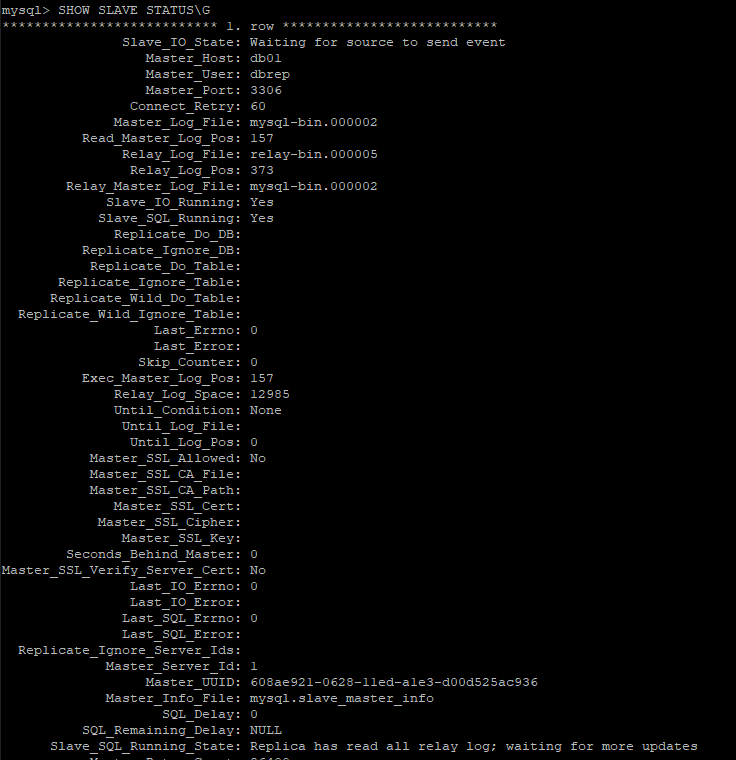 mysql> SHOW SLAVE STATUS\G
*************************** 1. row ***************************
Slave_IO_State: Waiting for source to send event
Master_Host: db01
Master_User: dbrep
Master_Port: 3306
Connect_Retry: 60
Master_Log_File: mysql-bin.000002
Read_Master_Log_Pos: 157
Relay_Log_File: relay-bin.000005
Relay_Log_Pos: 373
Relay_Master_Log_File: mysql-bin.000002
Slave_IO_Running: Yes
Slave_SQL_Running: Yes
Replicate_Do_DB:
Replicate_Ignore_DB:
Replicate_Do_Table:
Replicate_Ignore_Table:
Replicate_Wild_Do_Table:
Replicate_Wild_Ignore_Table:
Last_Errno: 0
Last_Error:
Skip_Counter: 0
Exec_Master_Log_Pos: 157
Relay_Log_Space: 12985
Until_Condition: None
Until_Log_File:
Until_Log_Pos: 0
Master_SSL_Allowed: No
Master_SSL_CA_File:
Master_SSL_CA_Path:
Master_SSL_Cert:
Master_SSL_Cipher:
Master_SSL_Key:
Seconds_Behind_Master: 0
Master_SSL_Verify_Server_Cert: No
Last_IO_Errno: 0
Last_IO_Error:
Last_SQL_Errno: 0
Last_SQL_Error:
Replicate_Ignore_Server_Ids:
Master_Server_Id: 1
Master_UUID: 608ae921-0628-11ed-a1e3-d00d525ac936
Master_Info_File: mysql.slave_master_info
SQL_Delay: 0
SQL_Remaining_Delay: NULL
Slave_SQL_Running_State: Replica has read all relay log; waiting for more updates